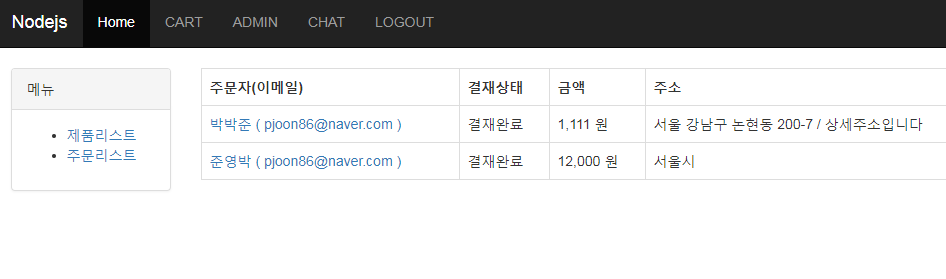 Nodejs Home CART ADMIN CHAT LOGOUT
메뉴
제품리스트
주문리스트
주문자(이메일) 결재상태 금액 주소
박박준 ( pjoon86@naver.com ) 결재완료 1,111 원 서울 강남구 논현동 200-7 / 상세주소입니다
준영박 ( pjoon86@naver.com ) 결재완료 12,000 원 서울시